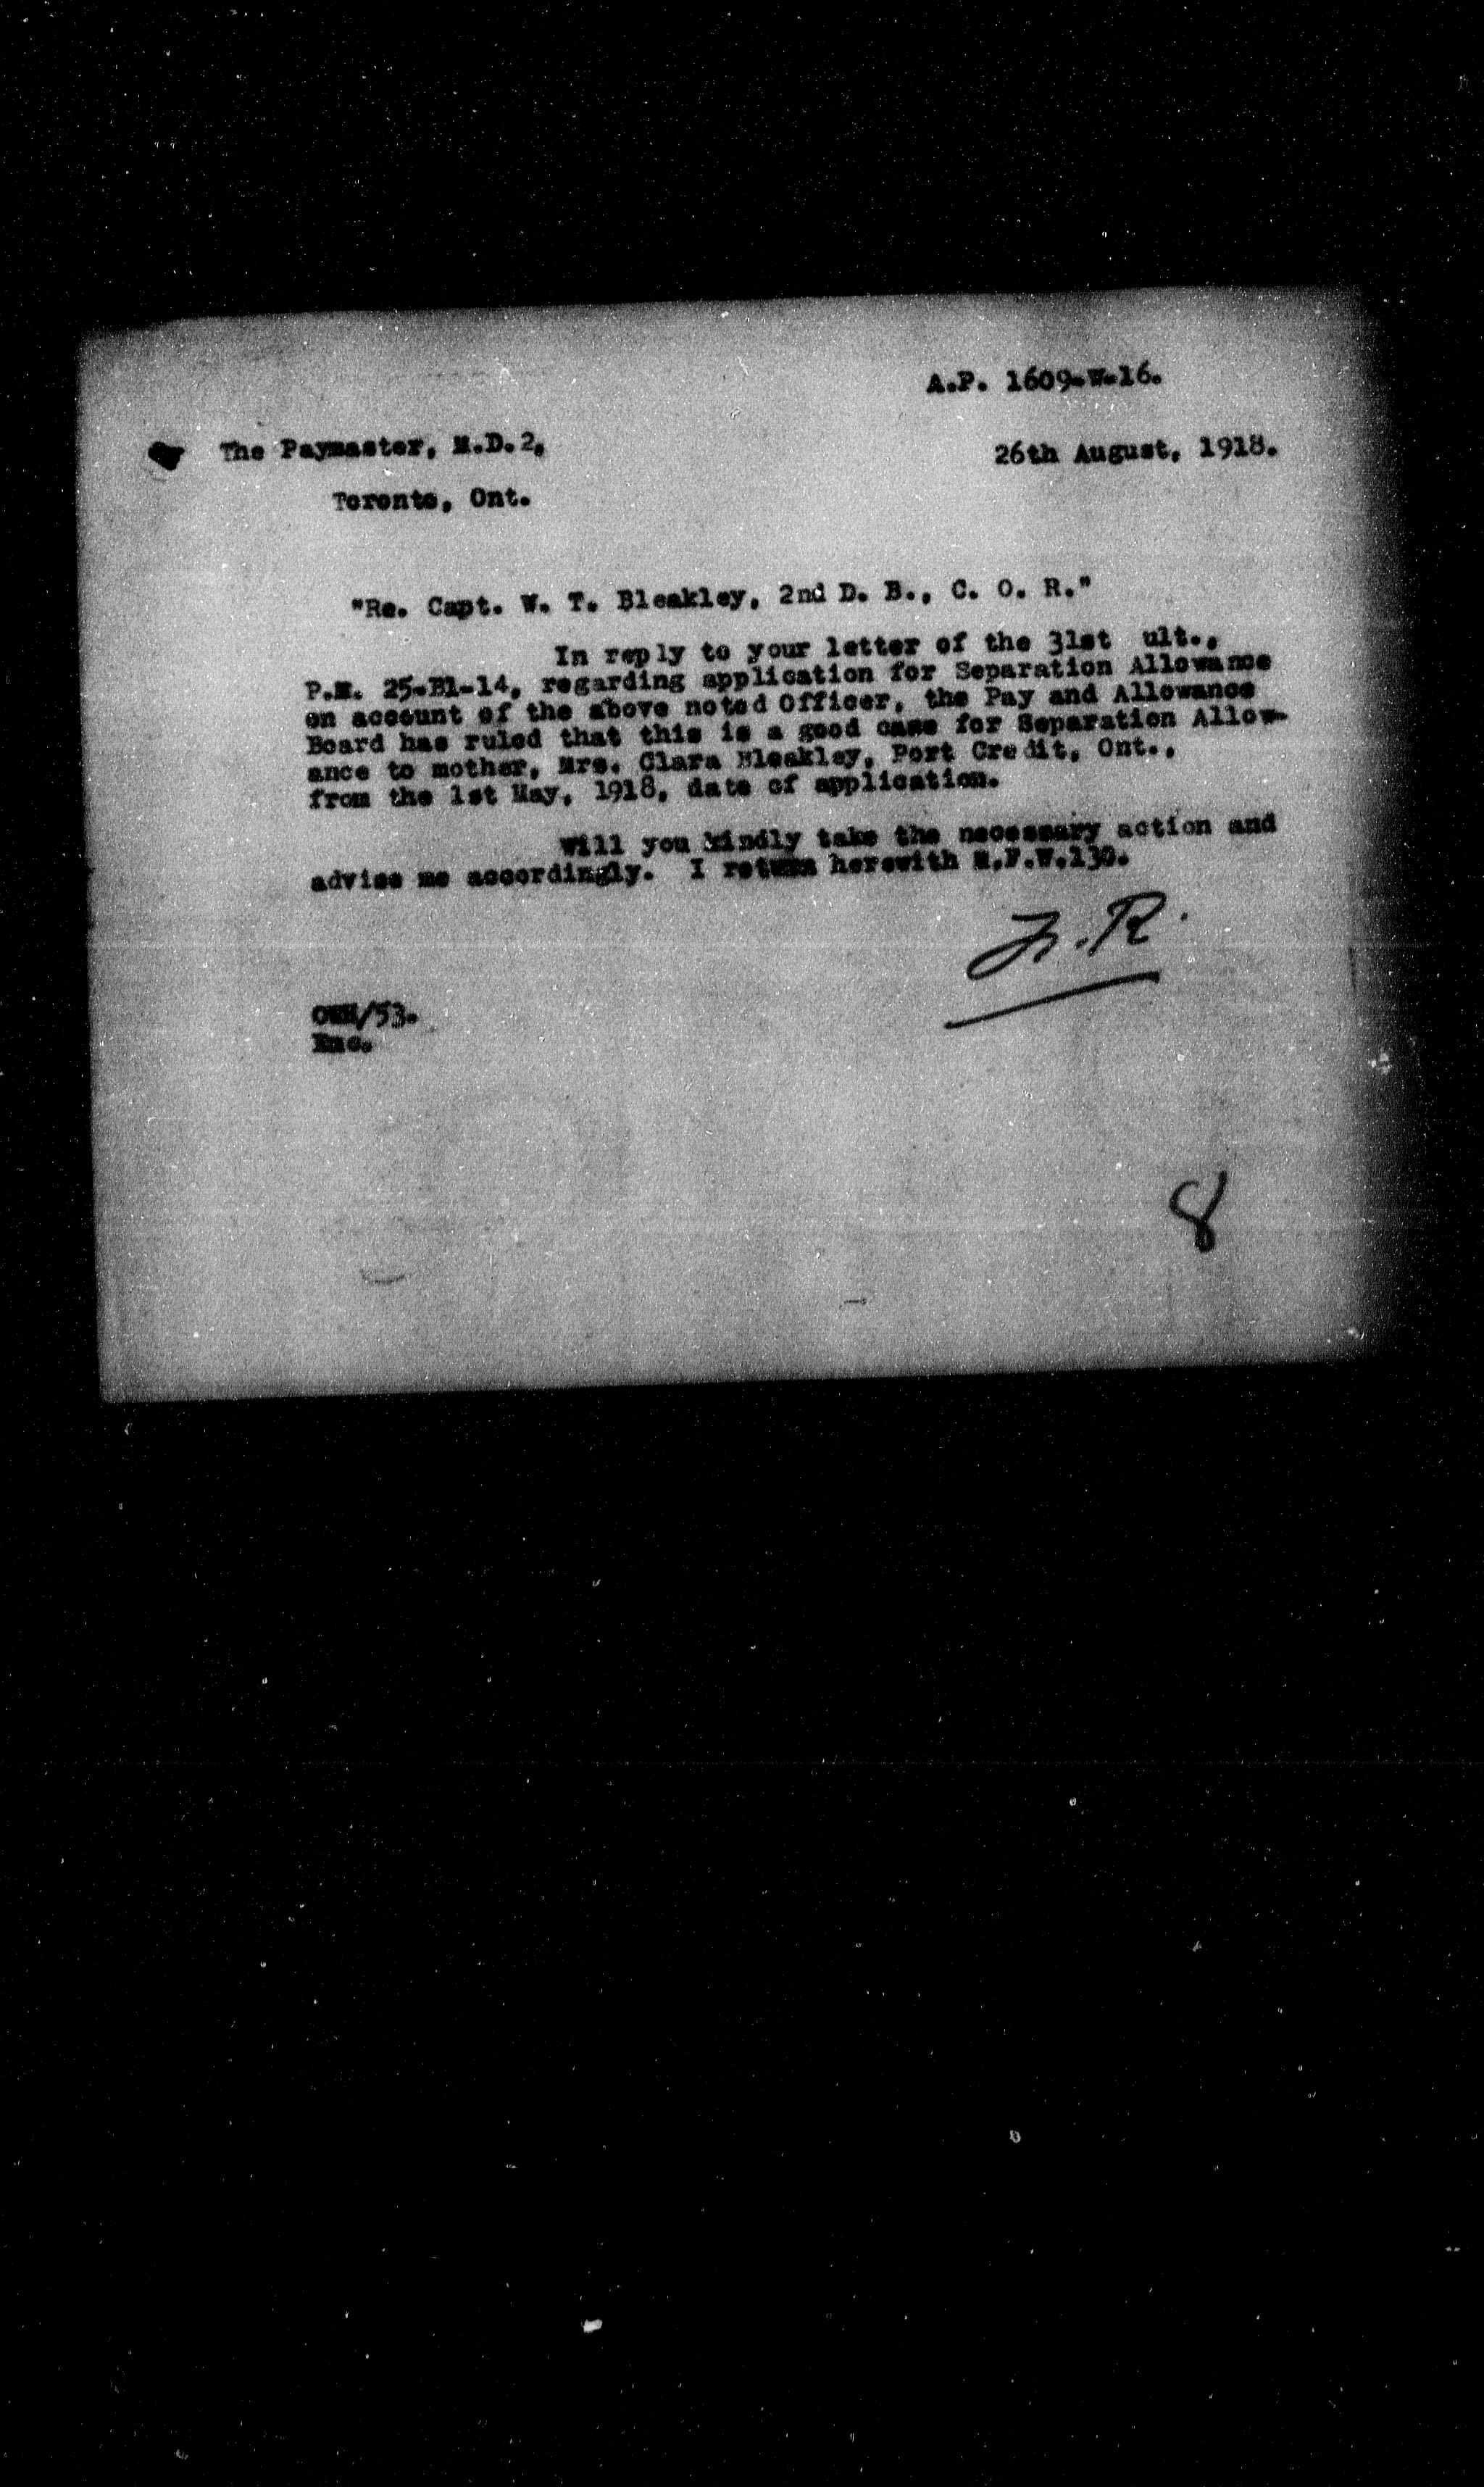 A.P. 1609-W-16.
The Paymaster, M.D.2,
26th August, 1918.
Toronto, Ont.
"Re. Capt. W. T. Bleakley, 2nd D. B., C. O. R."
In reply to your letter of the 31st ult.,
P.M. 25-B1-14, regarding application for Separation Allowance
on account of the above noted Officer, the Pay and Allowance
Board has ruled that this is a good case for Separation Allow-
ance to mother, Mrs. Clara Bleakley, Port Credit, Ont.,
from the 1st May, 1918, date of application.
Will you kindly take the necessary action and
advise me accordingly. I return herewith M.F.W.130.
/53.
Enc.
8